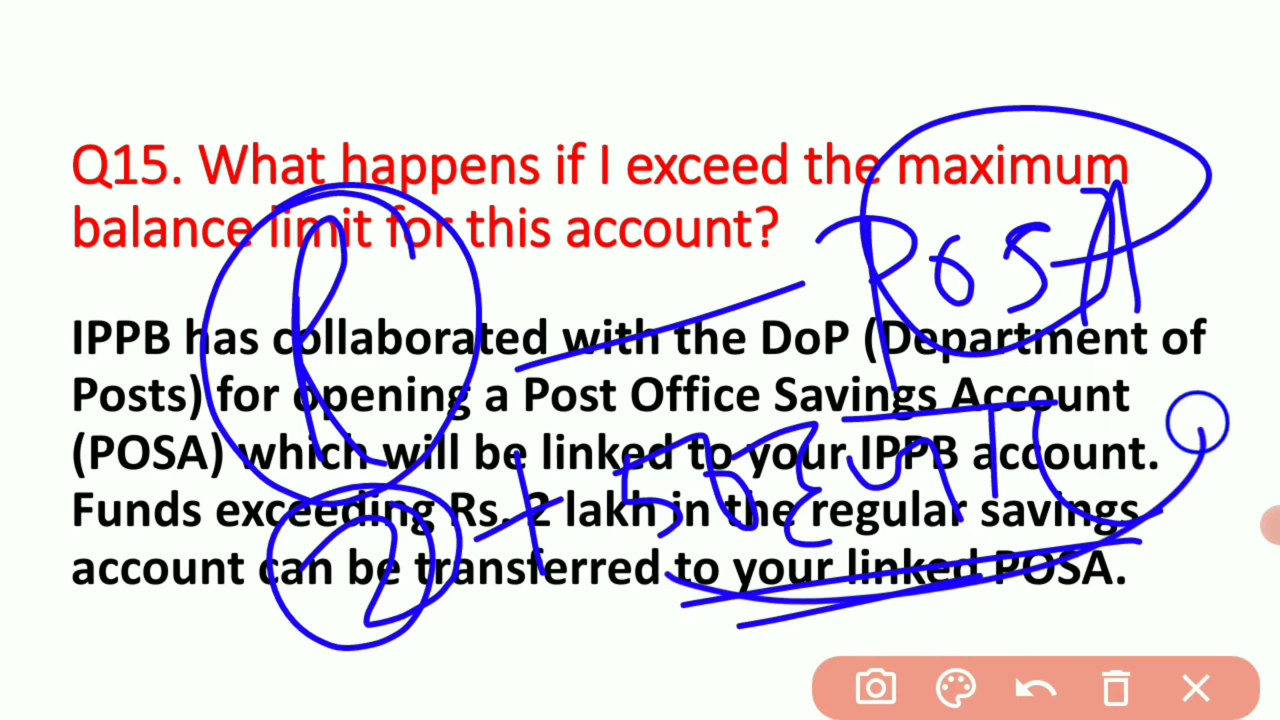 Q15. What happens if I exceed the maximum
balance limit for this account?
POSA
IPPB has collaborated with the DoP (Department of
Posts) for opening a Post Office Savings Account
(POSA) which will be linked to your IPPB account.
Funds exceeding Rs. 2 lakh in the regular savings
account can be transferred to your linked POSA.
2 +